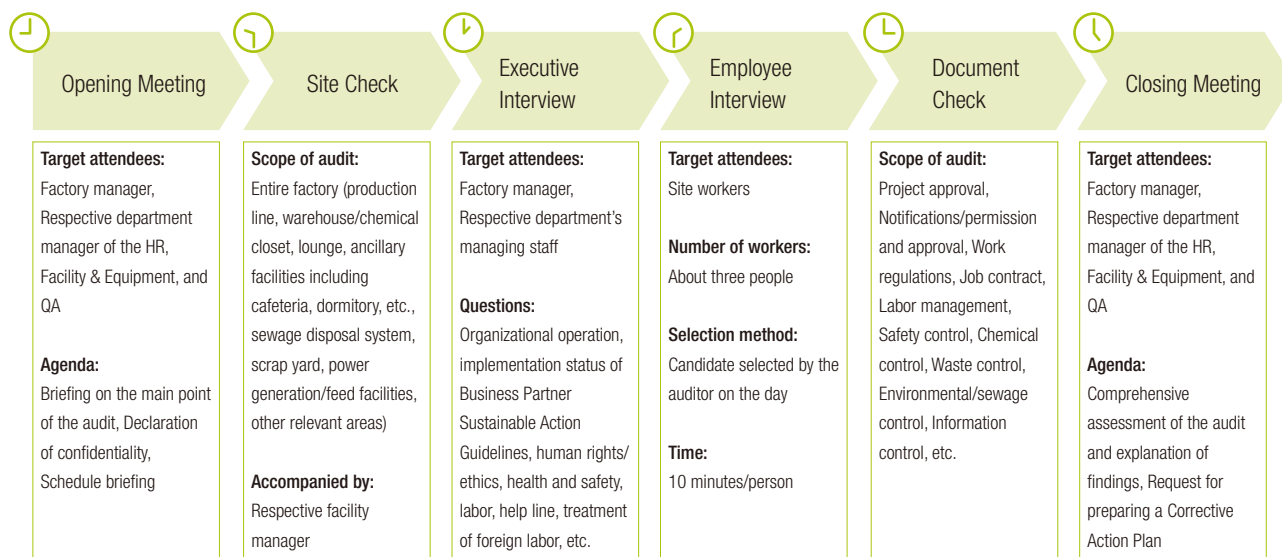 Opening Meeting
Target attendees:
Factory manager,
Respective department
manager of the HR,
Facility & Equipment, and
QA
Agenda:
Briefing on the main point
of the audit, Declaration
of confidentiality,
Schedule briefing
Site Check
Scope of audit:
Entire factory (production
line, warehouse/chemical
closet, lounge, ancillary
facilities including
cafeteria, dormitory, etc.,
sewage disposal system,
scrap yard, power
generation/feed facilities,
other relevant areas)
Accompanied by:
Respective facility
manager
Executive
Interview
Target attendees:
Factory manager,
Respective department’s
managing staff
Questions:
Organizational operation,
implementation status of
Business Partner
Sustainable Action
Guidelines, human rights/
ethics, health and safety,
labor, help line, treatment
of foreign labor, etc.
Employee
Interview
Target attendees:
Site workers
Number of workers:
About three people
Selection method:
Candidate selected by the
auditor on the day
Time:
10 minutes/person
Document
Check
Scope of audit:
Project approval,
Notifications/permission
and approval, Work
regulations, Job contract,
Labor management,
Safety control, Chemical
control, Waste control,
Environmental/sewage
control, Information
control, etc.
Closing Meeting
Target attendees:
Factory manager,
Respective department
manager of the HR,
Facility & Equipment, and
QA
Agenda:
Comprehensive
assessment of the audit
and explanation of
findings, Request for
preparing a Corrective
Action Plan